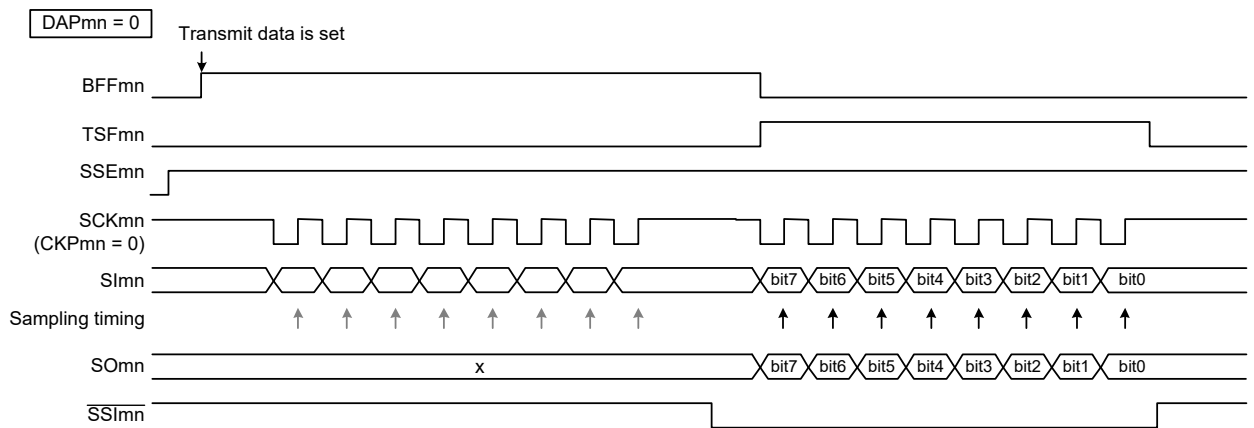 DAPmn = 0
Transmit data is set
BFFmn
TSFmn
SSEmn
SCKmn
(CKPmn = 0)
SImn
bit7 bit6 bit5 bit4 bit3 bit2 bit1 bit0
Sampling timing
SOmn
x
bit7 bit6 bit5 bit4 bit3 bit2 bit1 bit0
SSImn